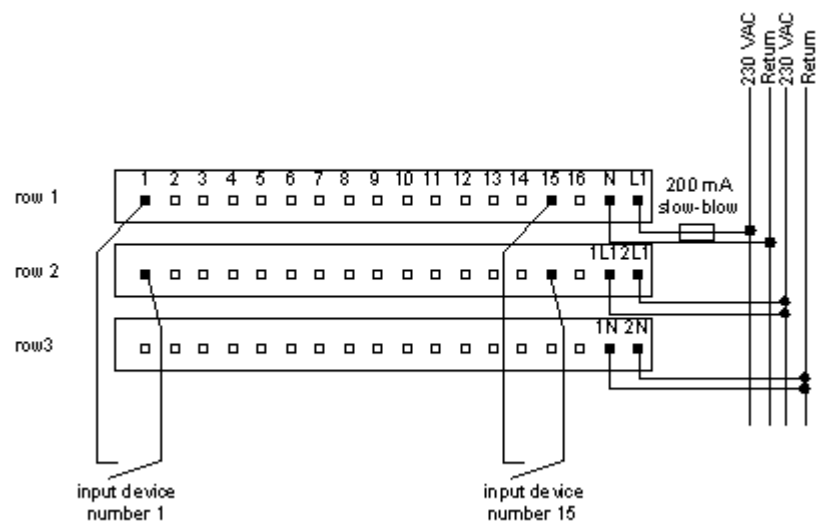 230 VAC
Return
230 VAC
Return
1 2 3 4 5 6 7 8 9 10 11 12 13 14 15 16 N L1
row 1
200 mA
slow-blow
1L1 2L1
row 2
1N 2N
row3
input device
number 1
input device
number 15